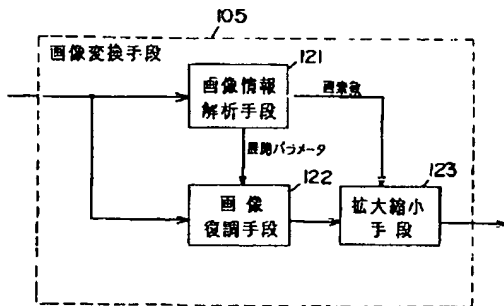 105
画像変換手段
121
画像情報
解析手段
画素数
展開パラメータ
122
画像
復調手段
123
拡大縮小
手段